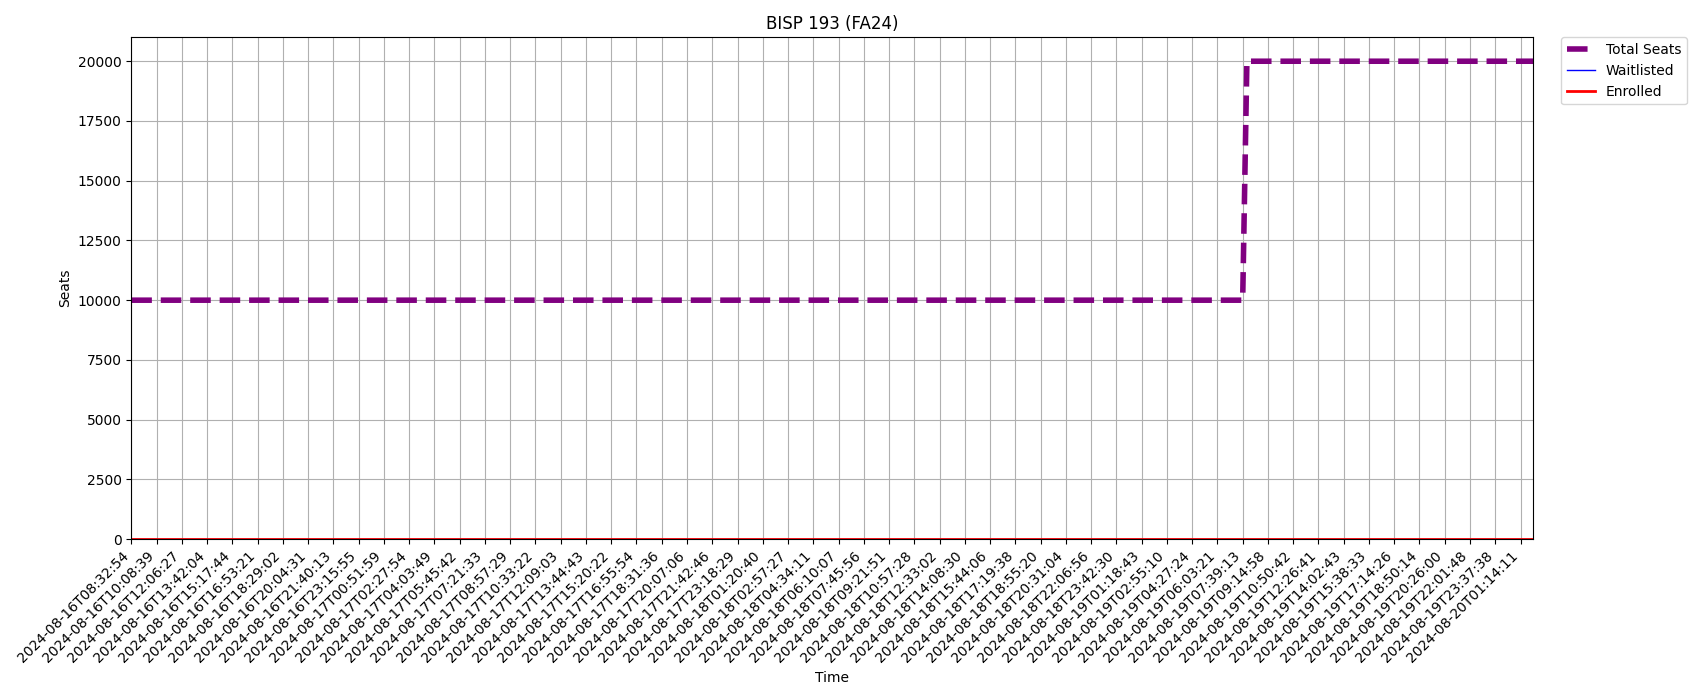 BISP 193 (FA24)
Total Seats
Waitlisted
Enrolled
Seats
20000
17500
15000
12500
10000
7500
5000
2500
0
2024-08-16T08:32:54
2024-08-16T10:08:39
2024-08-16T12:06:27
2024-08-16T13:42:04
2024-08-16T15:17:44
2024-08-16T16:53:21
2024-08-16T18:29:02
2024-08-16T20:04:31
2024-08-16T21:40:13
2024-08-16T23:15:55
2024-08-17T00:51:59
2024-08-17T02:27:54
2024-08-17T04:03:49
2024-08-17T05:45:42
2024-08-17T07:21:33
2024-08-17T08:57:29
2024-08-17T10:33:22
2024-08-17T12:09:03
2024-08-17T13:44:43
2024-08-17T15:20:22
2024-08-17T16:55:54
2024-08-17T18:31:36
2024-08-17T20:07:06
2024-08-17T21:42:46
2024-08-17T23:18:29
2024-08-18T01:20:40
2024-08-18T02:57:27
2024-08-18T04:34:11
2024-08-18T06:10:07
2024-08-18T07:45:56
2024-08-18T09:21:51
2024-08-18T10:57:28
2024-08-18T12:33:02
2024-08-18T14:08:30
2024-08-18T15:44:06
2024-08-18T17:19:38
2024-08-18T18:55:20
2024-08-18T20:31:04
2024-08-18T22:06:56
2024-08-18T23:42:30
2024-08-19T01:18:43
2024-08-19T02:55:10
2024-08-19T04:27:24
2024-08-19T06:03:21
2024-08-19T07:39:13
2024-08-19T09:14:58
2024-08-19T10:50:42
2024-08-19T12:26:41
2024-08-19T14:02:43
2024-08-19T15:38:33
2024-08-19T17:14:26
2024-08-19T18:50:14
2024-08-19T20:26:00
2024-08-19T22:01:48
2024-08-19T23:37:38
2024-08-20T01:14:11
Time